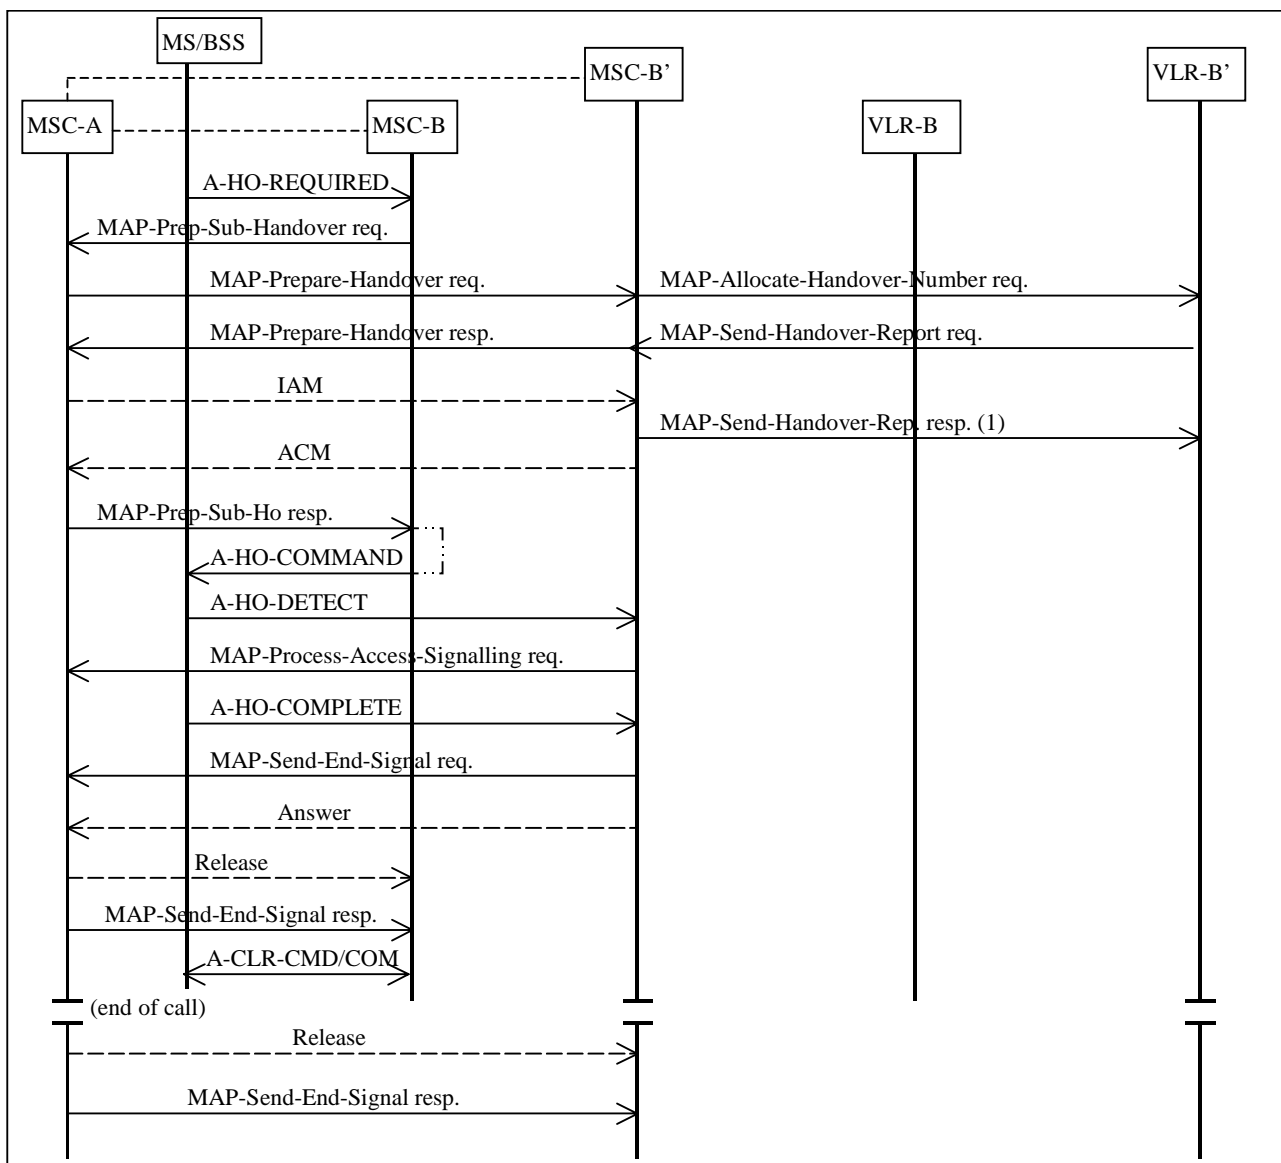 MS/BSS
MSC-B’
VLR-B’
MSC-A
MSC-B
VLR-B
A-HO-REQUIRED
MAP-Prep-Sub-Handover req.
MAP-Prepare-Handover req.
MAP-Allocate-Handover-Number req.
MAP-Prepare-Handover resp.
MAP-Send-Handover-Report req.
IAM
MAP-Send-Handover-Rep. resp. (1)
ACM
MAP-Prep-Sub-Ho resp.
A-HO-COMMAND
A-HO-DETECT
MAP-Process-Access-Signalling req.
A-HO-COMPLETE
MAP-Send-End-Signal req.
Answer
Release
MAP-Send-End-Signal resp.
A-CLR-CMD/COM
(end of call)
Release
MAP-Send-End-Signal resp.